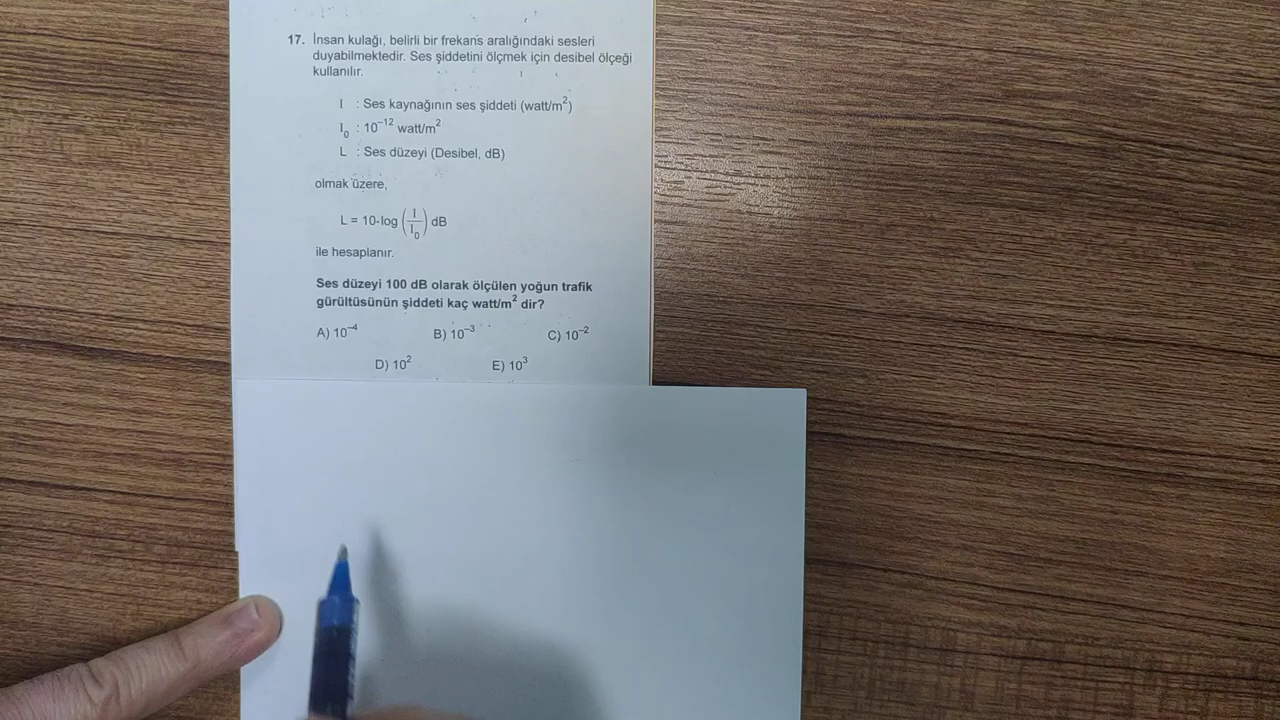 17. İnsan kulağı, belirli bir frekans aralığındaki sesleri
duyabilmektedir. Ses şiddetini ölçmek için desibel ölçeği
kullanılır.
I : Ses kaynağının ses şiddeti (watt/m²)
I₀ : 10⁻¹² watt/m²
L : Ses düzeyi (Desibel, dB)
olmak üzere,
L = 10·log (I/I₀) dB
ile hesaplanır.
Ses düzeyi 100 dB olarak ölçülen yoğun trafik
gürültüsünün şiddeti kaç watt/m² dir?
A) 10⁻⁴ B) 10⁻³ C) 10⁻²
D) 10² E) 10³